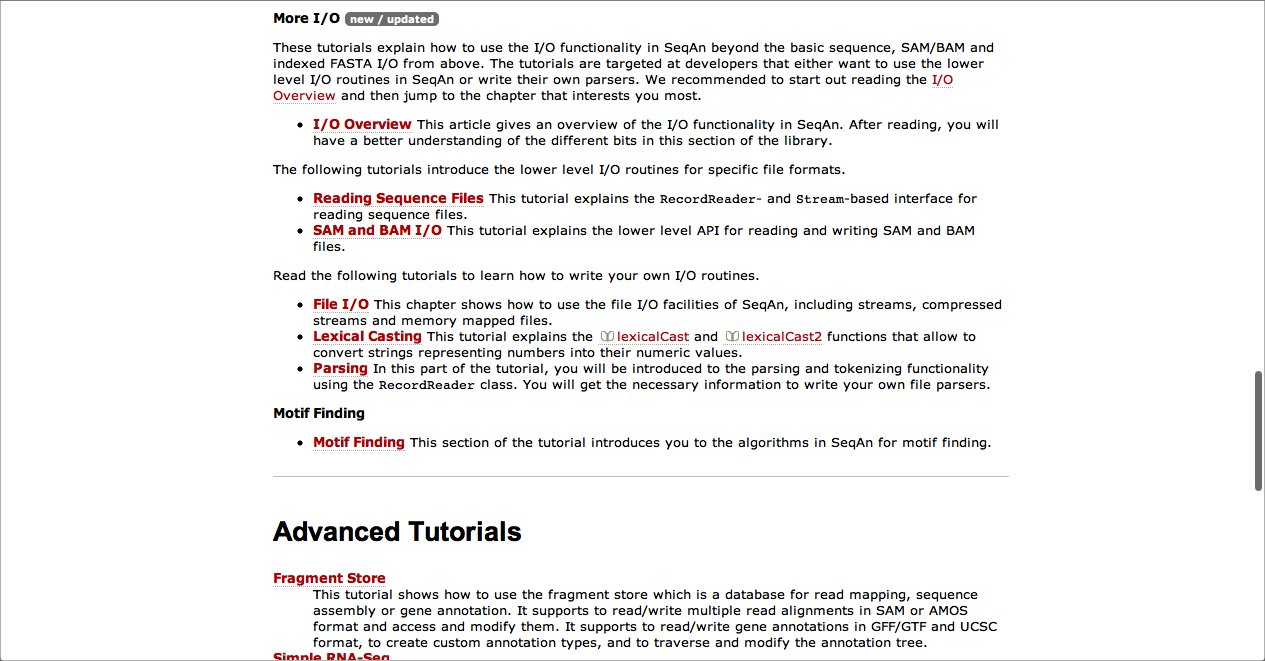 More I/O new / updated
These tutorials explain how to use the I/O functionality in SeqAn beyond the basic sequence, SAM/BAM and
indexed FASTA I/O from above. The tutorials are targeted at developers that either want to use the lower
level I/O routines in SeqAn or write their own parsers. We recommended to start out reading the I/O
Overview and then jump to the chapter that interests you most.
• I/O Overview This article gives an overview of the I/O functionality in SeqAn. After reading, you will
have a better understanding of the different bits in this section of the library.
The following tutorials introduce the lower level I/O routines for specific file formats.
• Reading Sequence Files This tutorial explains the RecordReader- and Stream-based interface for
reading sequence files.
• SAM and BAM I/O This tutorial explains the lower level API for reading and writing SAM and BAM
files.
Read the following tutorials to learn how to write your own I/O routines.
• File I/O This chapter shows how to use the file I/O facilities of SeqAn, including streams, compressed
streams and memory mapped files.
• Lexical Casting This tutorial explains the lexicalCast and lexicalCast2 functions that allow to
convert strings representing numbers into their numeric values.
• Parsing In this part of the tutorial, you will be introduced to the parsing and tokenizing functionality
using the RecordReader class. You will get the necessary information to write your own file parsers.
Motif Finding
• Motif Finding This section of the tutorial introduces you to the algorithms in SeqAn for motif finding.
Advanced Tutorials
Fragment Store
This tutorial shows how to use the fragment store which is a database for read mapping, sequence
assembly or gene annotation. It supports to read/write multiple read alignments in SAM or AMOS
format and access and modify them. It supports to read/write gene annotations in GFF/GTF and UCSC
format, to create custom annotation types, and to traverse and modify the annotation tree.
Simple RNA-Seq